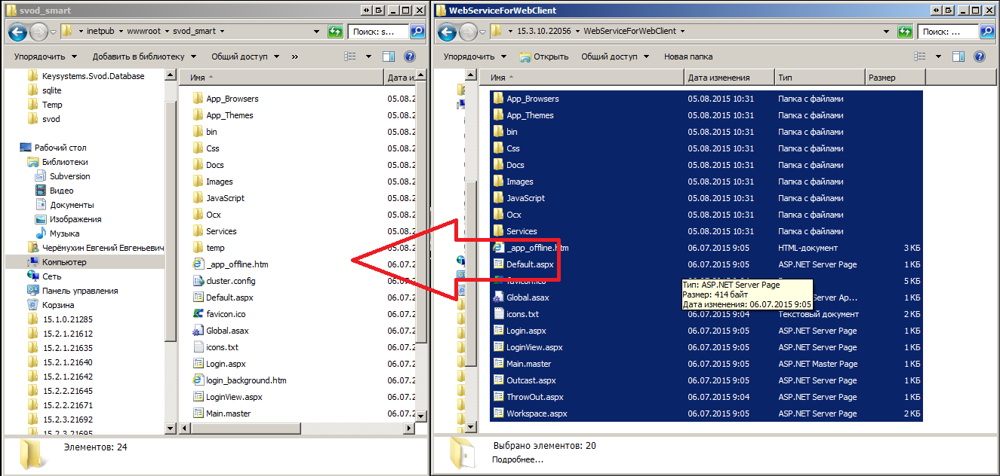 svod_smart
inetpub wwwroot svod_smart
Поиск: s...
Упорядочить Добавить в библиотеку Общий доступ »
Keysystems.Svod.Database
sqlite
Temp
svod
Рабочий стол
Библиотеки
Subversion
Видео
Документы
Изображения
Музыка
Черёмухин Евгений Евгеньевич
Компьютер
Сеть
Панель управления
Корзина
15.1.0.21285
15.2.1.21612
15.2.1.21635
15.2.1.21640
15.2.1.21642
15.2.2.21645
15.2.2.21671
15.2.3.21692
15.2.3.21695
Имя Дата из
App_Browsers 05.08.2
App_Themes 05.08.2
bin 05.08.2
Css 05.08.2
Docs 05.08.2
Images 05.08.2
JavaScript 05.08.2
Ocx 05.08.2
Services 05.08.2
temp 05.08.2
_app_offline.htm 06.07.2
cluster.config 06.07.2
Default.aspx 06.07.2
favicon.ico 06.07.2
Global.asax 06.07.2
icons.txt 06.07.2
Login.aspx 06.07.2
login_background.htm 06.07.2
LoginView.aspx 06.07.2
Main.master 06.07.2
Элементов: 24
WebServiceForWebClient
15.3.10.22056 WebServiceForWebClient
Поиск: ...
Упорядочить Открыть Общий доступ Новая папка
Имя Дата изменения Тип Размер
App_Browsers 05.08.2015 10:31 Папка с файлами
App_Themes 05.08.2015 10:31 Папка с файлами
bin 05.08.2015 10:31 Папка с файлами
Css 05.08.2015 10:31 Папка с файлами
Docs 05.08.2015 10:31 Папка с файлами
Images 05.08.2015 10:31 Папка с файлами
JavaScript 05.08.2015 10:31 Папка с файлами
Ocx 05.08.2015 10:31 Папка с файлами
Services 05.08.2015 10:31 Папка с файлами
_app_offline.htm 06.07.2015 9:05 HTML-документ 3 КБ
Default.aspx 06.07.2015 9:05 ASP.NET Server Page 1 КБ
favicon.ico 5 КБ
Тип: ASP.NET Server Page
Размер: 414 байт
Дата изменения: 06.07.2015 9:05
Global.asax Server Ap... 1 КБ
icons.txt 06.07.2015 9:04 Текстовый документ 2 КБ
Login.aspx 06.07.2015 9:05 ASP.NET Server Page 1 КБ
LoginView.aspx 06.07.2015 9:05 ASP.NET Server Page 1 КБ
Main.master 06.07.2015 9:05 ASP.NET Master Page 1 КБ
Outcast.aspx 06.07.2015 9:05 ASP.NET Server Page 1 КБ
ThrowOut.aspx 06.07.2015 9:04 ASP.NET Server Page 1 КБ
Workspace.aspx 06.07.2015 9:05 ASP.NET Server Page 2 КБ
Выбрано элементов: 20
Подробнее...